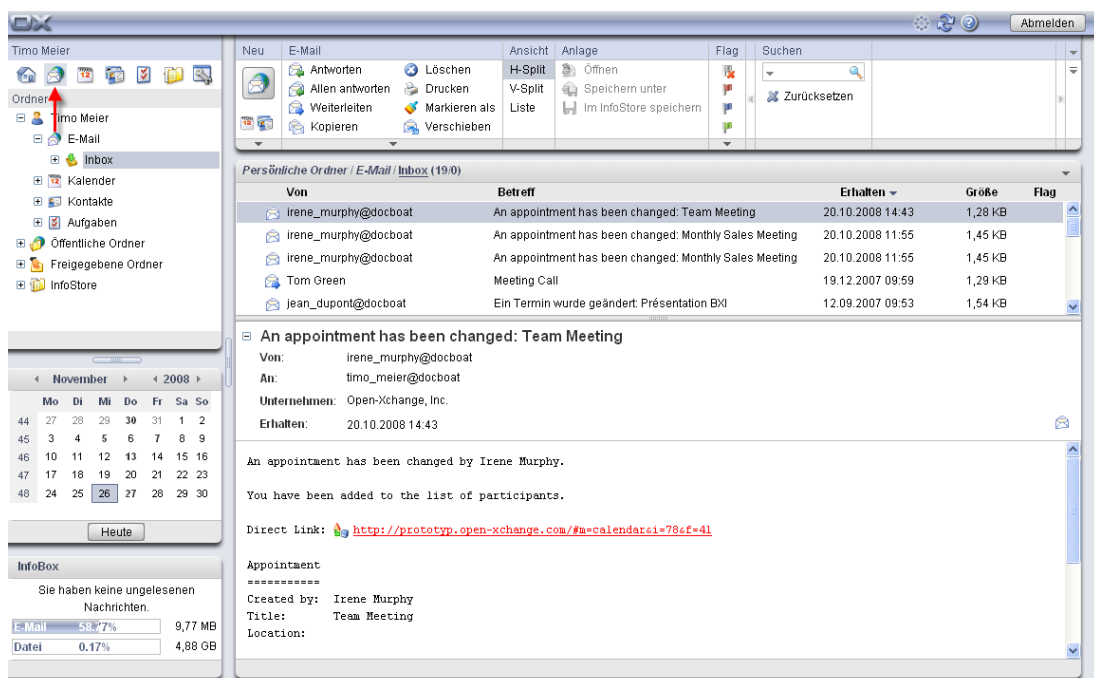 OX
Abmelden
Timo Meier
Ordner
Timo Meier
E-Mail
Inbox
Kalender
Kontakte
Aufgaben
Öffentliche Ordner
Freigegebene Ordner
InfoStore
November 2008
Mo Di Mi Do Fr Sa So
44 27 28 29 30 31 1 2
45 3 4 5 6 7 8 9
46 10 11 12 13 14 15 16
47 17 18 19 20 21 22 23
48 24 25 26 27 28 29 30
Heute
InfoBox
Sie haben keine ungelesenen
Nachrichten.
E-Mail 58.77% 9,77 MB
Datei 0.17% 4,88 GB
Neu E-Mail Ansicht Anlage Flag Suchen
Antworten Löschen H-Split Öffnen
Allen antworten Drucken V-Split Speichern unter
Weiterleiten Markieren als Liste Im InfoStore speichern Zurücksetzen
Kopieren Verschieben
Persönliche Ordner / E-Mail / Inbox (19/0)
Von Betreff Erhalten Größe Flag
irene_murphy@docboat An appointment has been changed: Team Meeting 20.10.2008 14:43 1,28 KB
irene_murphy@docboat An appointment has been changed: Monthly Sales Meeting 20.10.2008 11:55 1,45 KB
irene_murphy@docboat An appointment has been changed: Monthly Sales Meeting 20.10.2008 11:55 1,45 KB
Tom Green Meeting Call 19.12.2007 09:59 1,29 KB
jean_dupont@docboat Ein Termin wurde geändert: Présentation BXI 12.09.2007 09:53 1,54 KB
An appointment has been changed: Team Meeting
Von: irene_murphy@docboat
An: timo_meier@docboat
Unternehmen: Open-Xchange, Inc.
Erhalten: 20.10.2008 14:43
An appointment has been changed by Irene Murphy.
You have been added to the list of participants.
Direct Link: http://prototyp.open-xchange.com/#m=calendar&i=78&f=41
Appointment
===========
Created by: Irene Murphy
Title: Team Meeting
Location: